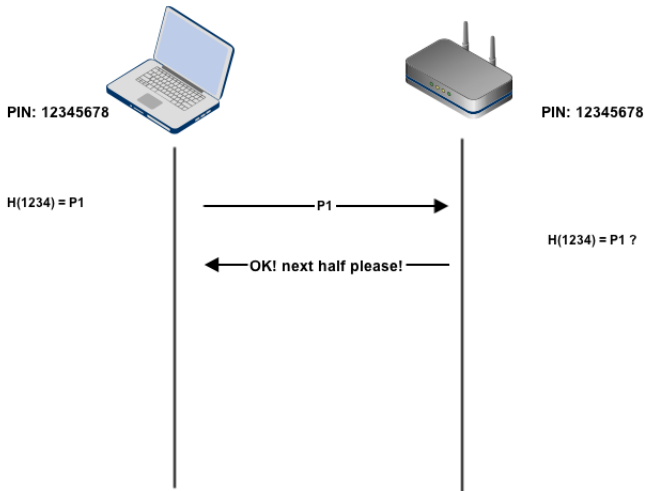 PIN: 12345678
PIN: 12345678
H(1234) = P1
P1
H(1234) = P1 ?
OK! next half please!